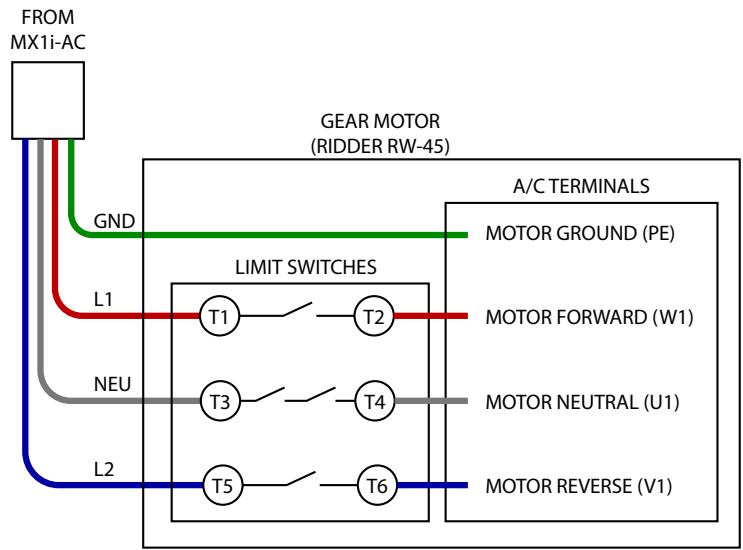 FROM
MX1i-AC
GEAR MOTOR
(RIDDER RW-45)
A/C TERMINALS
GND
MOTOR GROUND (PE)
LIMIT SWITCHES
L1
T1
T2
MOTOR FORWARD (W1)
NEU
T3
T4
MOTOR NEUTRAL (U1)
L2
T5
T6
MOTOR REVERSE (V1)